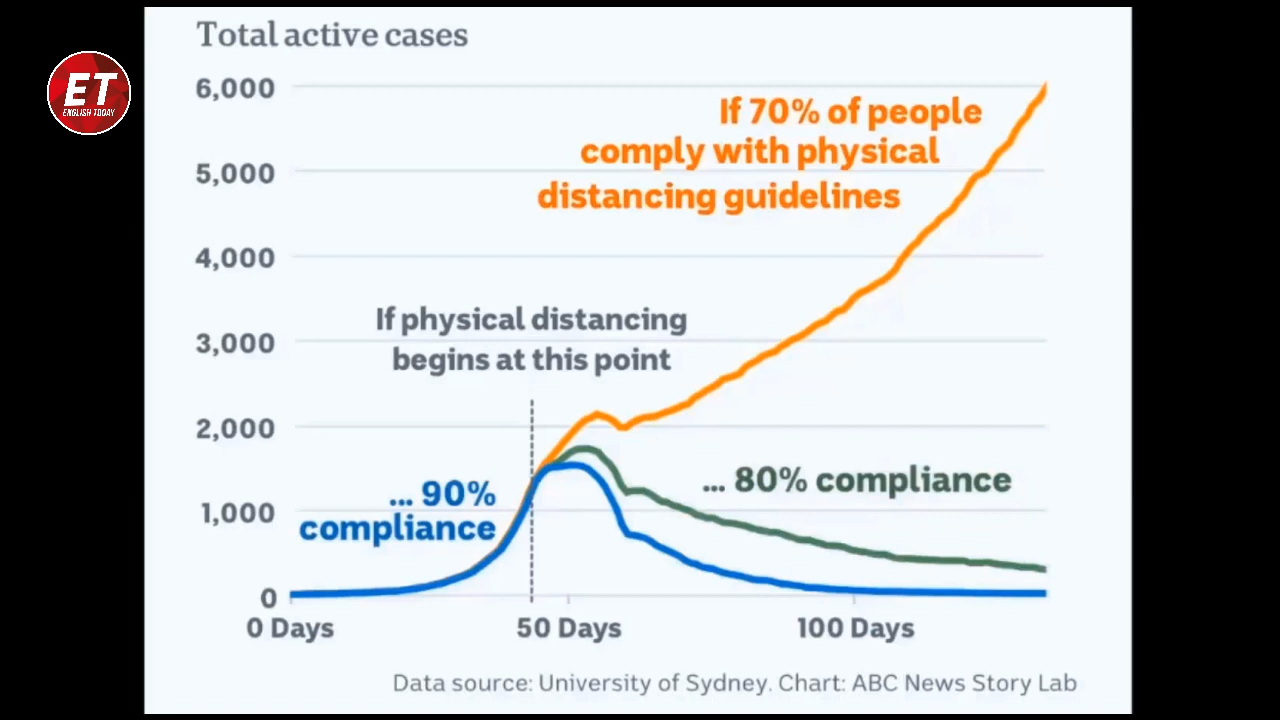 Total active cases
ET
ENGLISH TODAY
6,000
5,000
4,000
3,000
2,000
1,000
0
If 70% of people
comply with physical
distancing guidelines
If physical distancing
begins at this point
... 90%
compliance
... 80% compliance
0 Days
50 Days
100 Days
Data source: University of Sydney. Chart: ABC News Story Lab